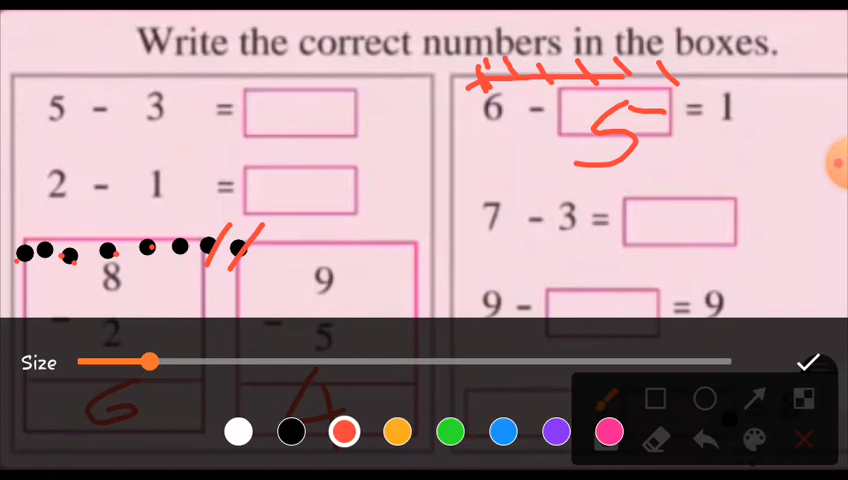 Write the correct numbers in the boxes.
5 - 3 =
2 - 1 =
6 - 5 = 1
7 - 3 =
9 - = 9
8
- 2
6
9
- 5
4
Size